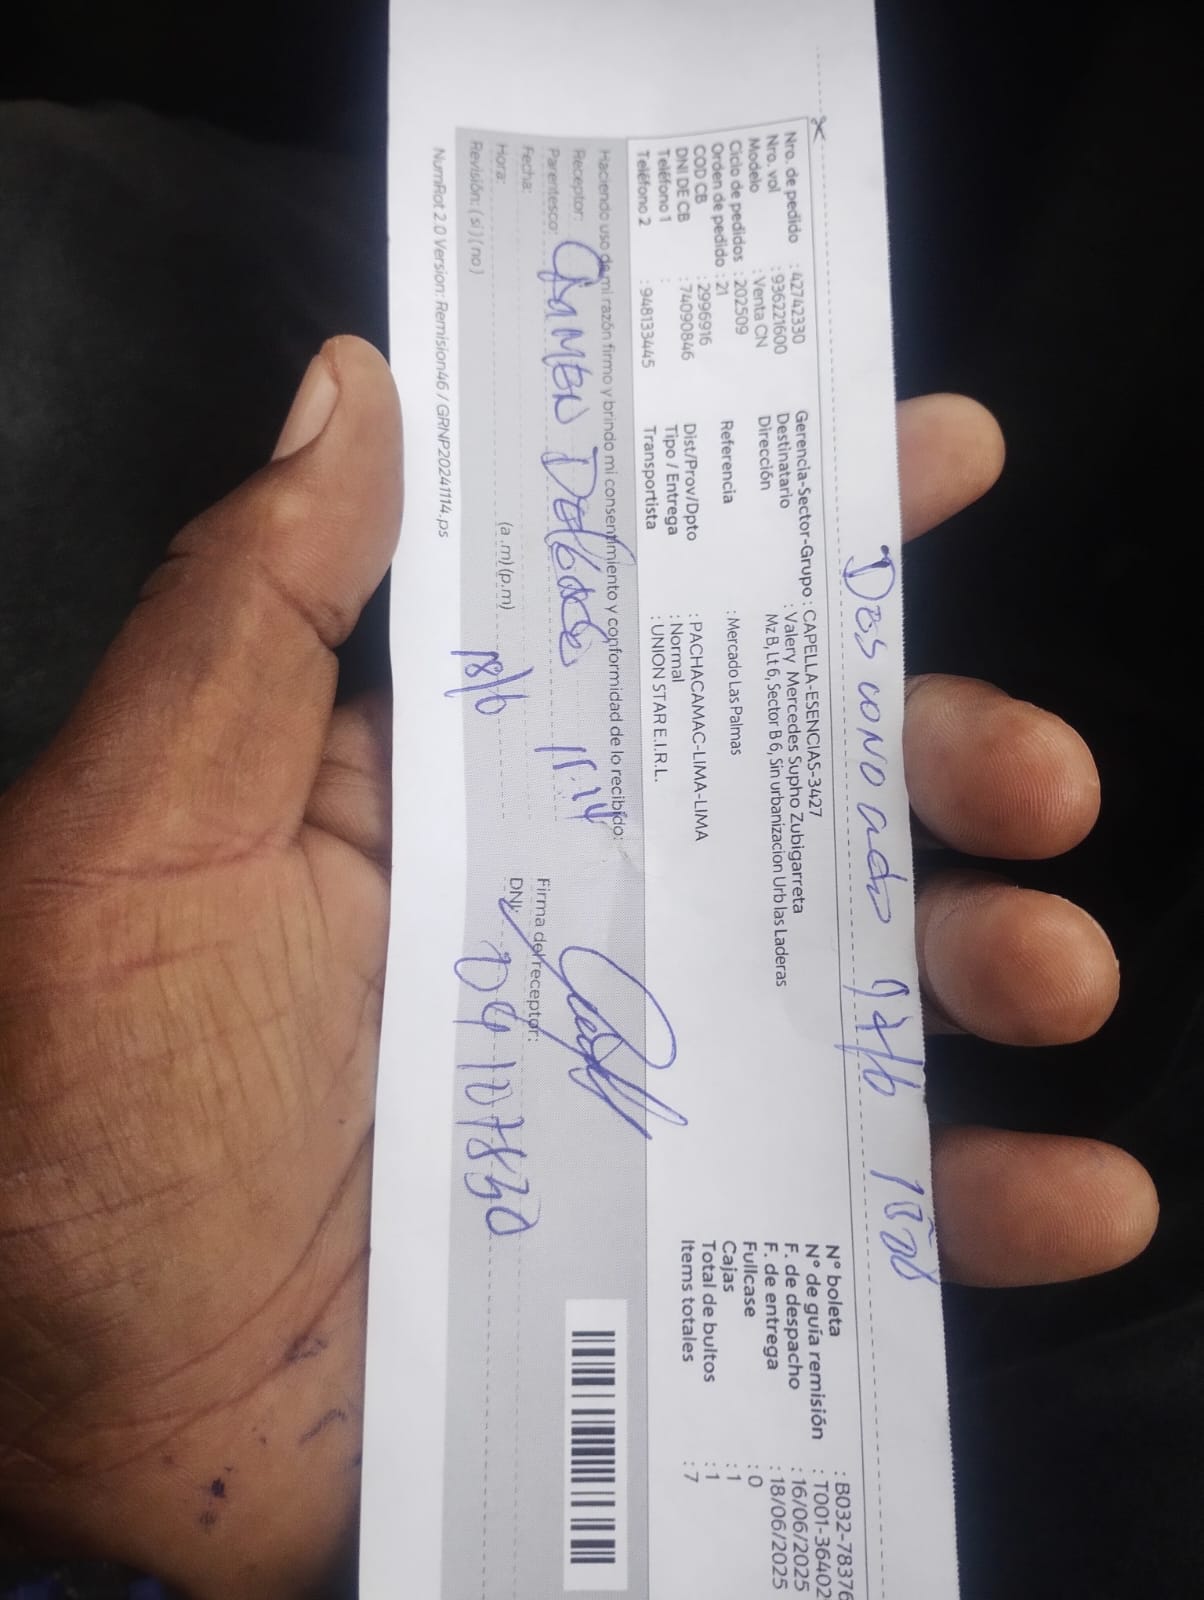 Desconocido 17/6
Nro. de pedido : 42742330
Nro. vol : 936221600
Modelo : Venta CN
Ciclo de pedidos : 202509
Orden de pedido : 21
COD CB : 2996916
DNI DE CB : 74090846
Teléfono 1 :
Teléfono 2 : 948133445
Gerencia-Sector-Grupo : CAPELLA-ESENCIAS-3427
Destinatario : Valery Mercedes Supho Zubigarreta
Dirección Mz B, Lt 6, Sector B 6, Sin urbanizacion Urb las Laderas
Referencia : Mercado Las Palmas
Dist/Prov/Dpto : PACHACAMAC-LIMA-LIMA
Tipo / Entrega : Normal
Transportista : UNION STAR E.I.R.L.
N° boleta : B032-78376
N° de guía remisión : T001-36402
F. de despacho : 16/06/2025
F. de entrega : 18/06/2025
Fullcase : 0
Cajas : 1
Total de bultos : 1
Items totales : 7
Haciendo uso de mi razón firmo y brindo mi consentimiento y conformidad de lo recibido:
Receptor:
Parentesco: 11:14
Fecha:
Hora: (a.m) (p.m) 18/6
Revisión: ( si ) ( no )
Firma del receptor:
DNI:
NumRot 2.0 Version: Remision46 / GRNP20241114.ps